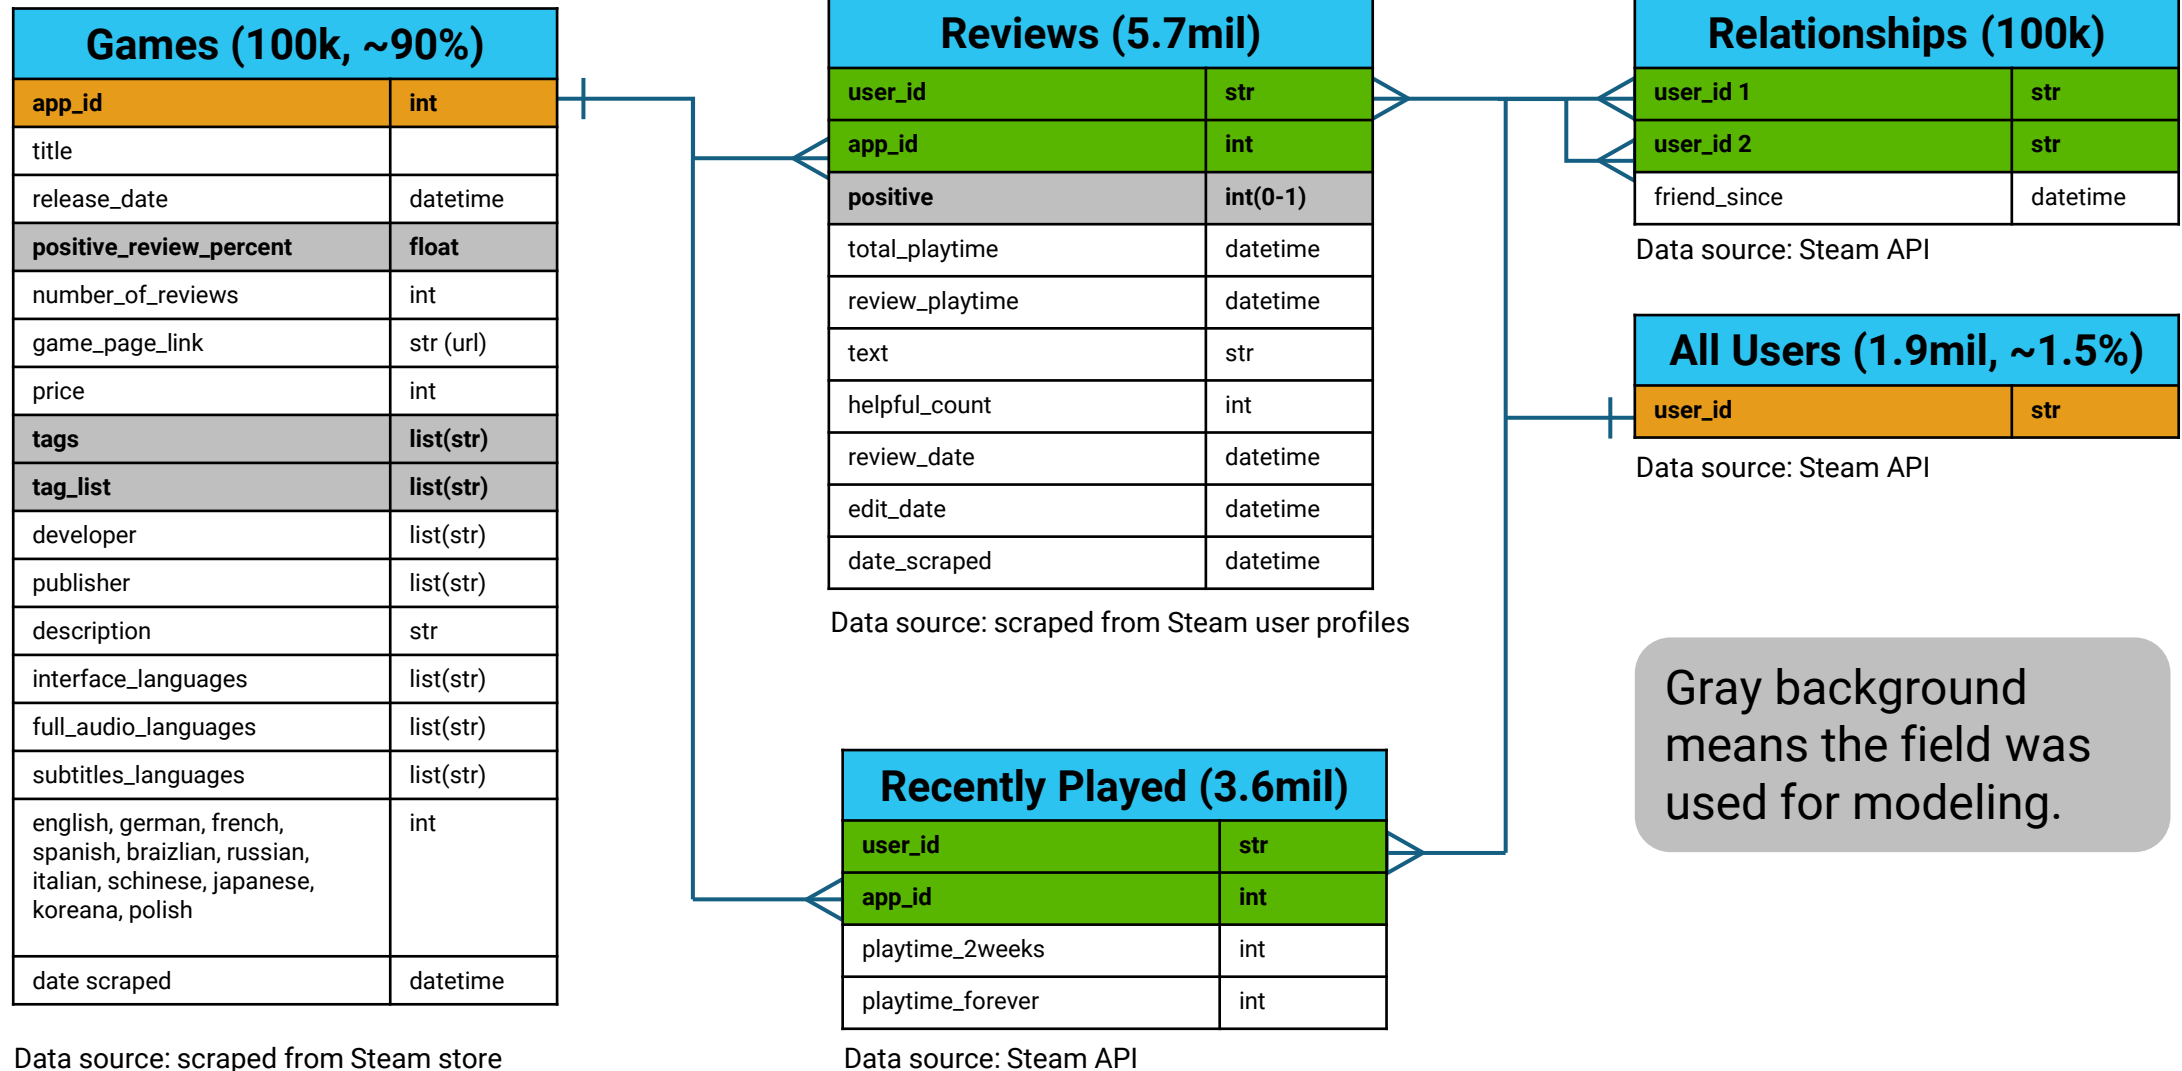 Games (100k, ~90%)
app_id int
title
release_date datetime
positive_review_percent float
number_of_reviews int
game_page_link str (url)
price int
tags list(str)
tag_list list(str)
developer list(str)
publisher list(str)
description str
interface_languages list(str)
full_audio_languages list(str)
subtitles_languages list(str)
english, german, french, int
spanish, braizlian, russian,
italian, schinese, japanese,
koreana, polish
date scraped datetime
Data source: scraped from Steam store
Reviews (5.7mil)
user_id str
app_id int
positive int(0-1)
total_playtime datetime
review_playtime datetime
text str
helpful_count int
review_date datetime
edit_date datetime
date_scraped datetime
Data source: scraped from Steam user profiles
Recently Played (3.6mil)
user_id str
app_id int
playtime_2weeks int
playtime_forever int
Data source: Steam API
Relationships (100k)
user_id 1 str
user_id 2 str
friend_since datetime
Data source: Steam API
All Users (1.9mil, ~1.5%)
user_id str
Data source: Steam API
Gray background
means the field was
used for modeling.